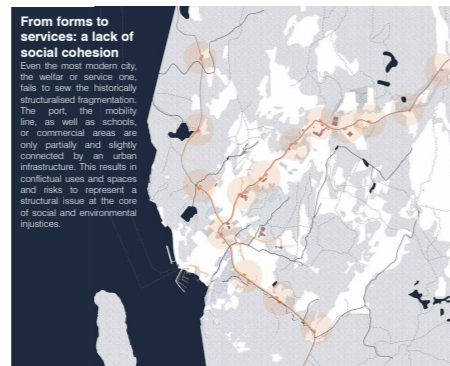 From forms to
services: a lack of
social cohesion
Even the most modern city,
the welfar or service one,
fails to sew the historically
structuralised fragmentation.
The port, the mobility
line, as well as schools,
or commercial areas are
only partially and slightly
connected by an urban
infrastructure. This results in
conflictual uses and spaces
and risks to represent a
structural issue at the core
of social and environmental
injustices.